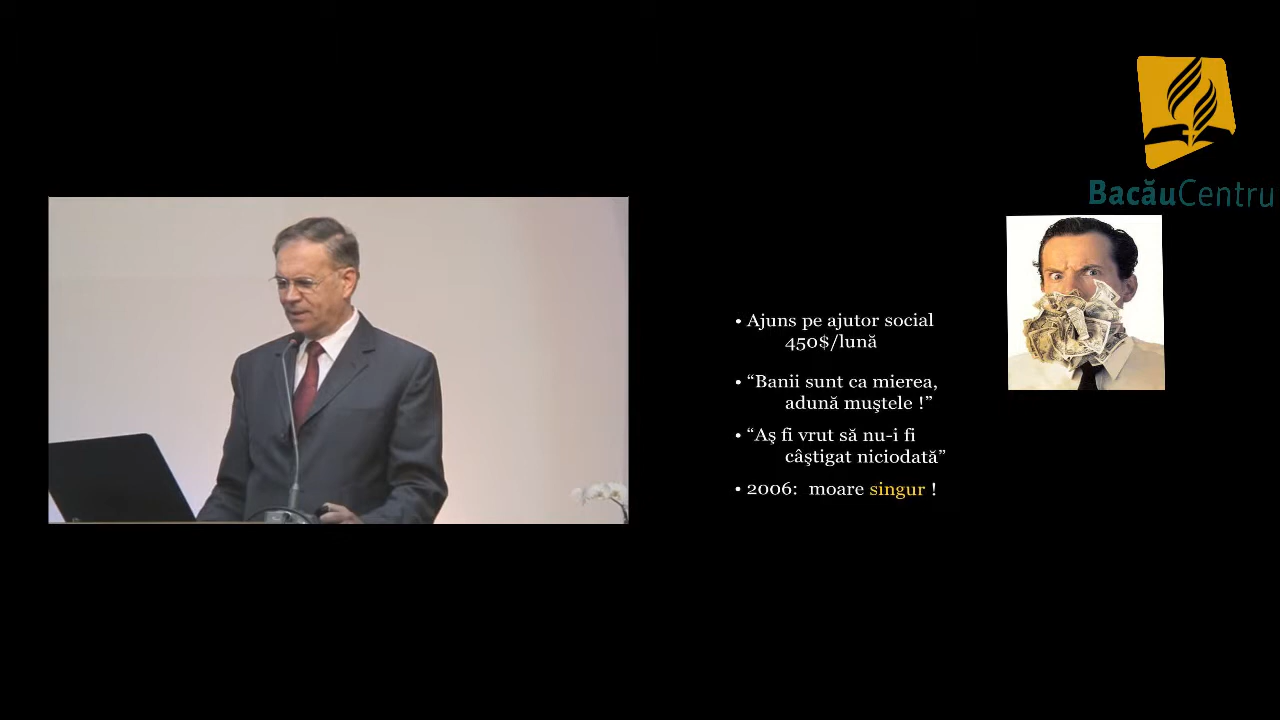 BacăuCentru
• Ajuns pe ajutor social
450$/lună
• “Banii sunt ca mierea,
adună muştele !”
• “Aş fi vrut să nu-i fi
câştigat niciodată”
• 2006: moare singur !